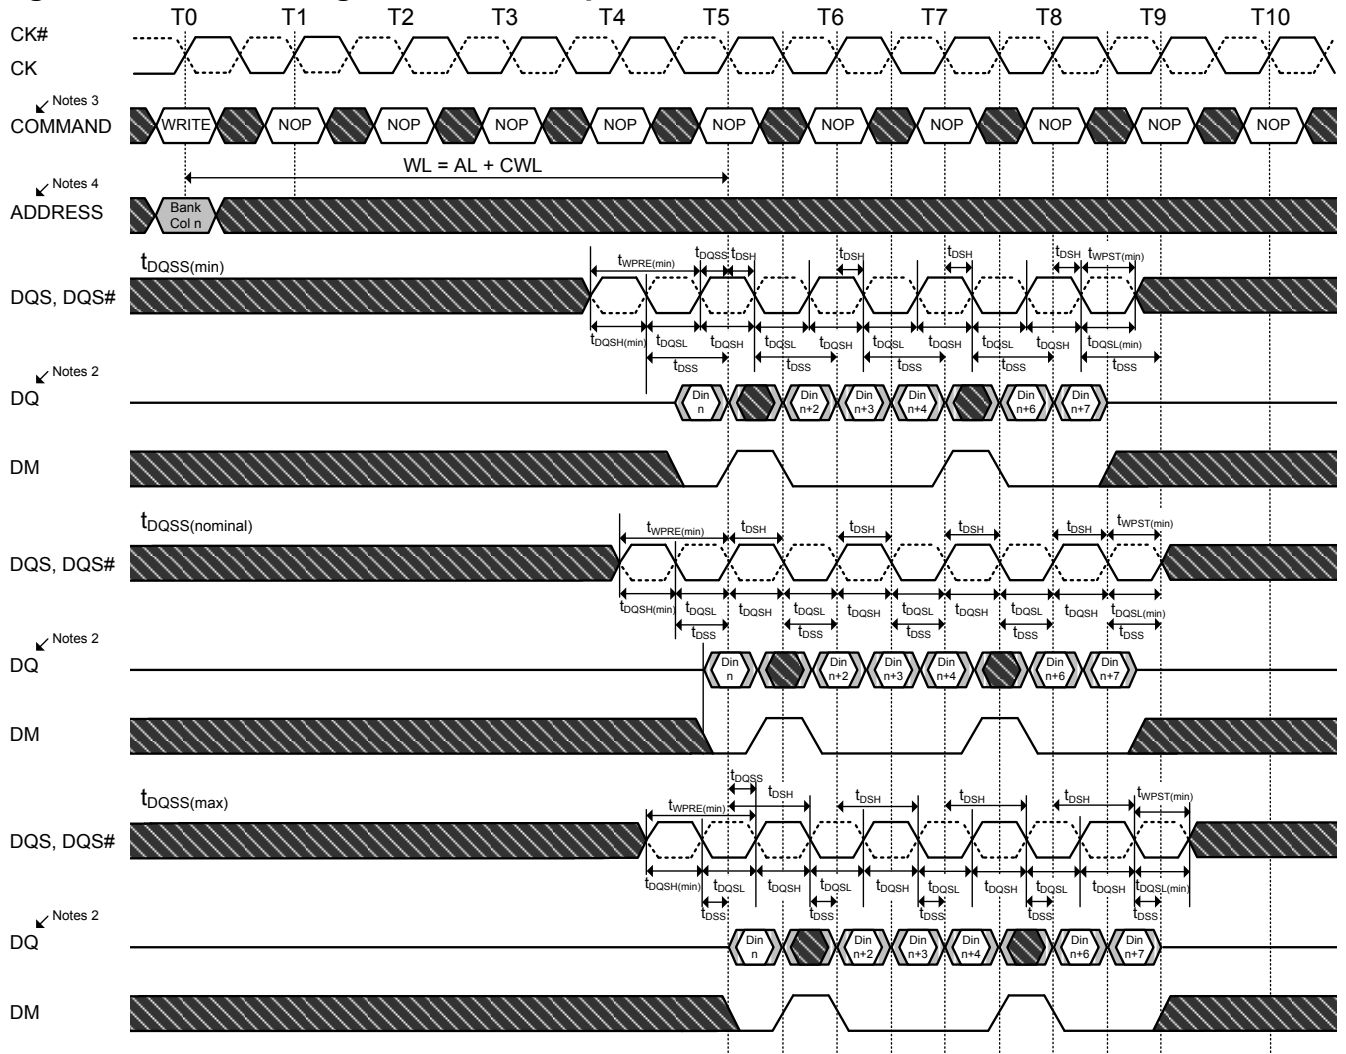 T0 T1 T2 T3 T4 T5 T6 T7 T8 T9 T10
CK#
CK
Notes 3
COMMAND WRITE NOP NOP NOP NOP NOP NOP NOP NOP NOP NOP
WL = AL + CWL
Notes 4
ADDRESS
Bank
Col n
tDQSS(min)
tWPRE(min) tDQSS tDSH tDSH tDSH tDSH tWPST(min)
DQS, DQS#
tDQSH(min) tDQSL tDQSH tDQSL tDQSH tDQSL tDQSH tDQSL tDQSH tDQSL(min)
tDSS tDSS tDSS tDSS tDSS
Notes 2
DQ
Din Din Din Din Din Din
n n+2 n+3 n+4 n+6 n+7
DM
tDQSS(nominal)
tWPRE(min) tDSH tDSH tDSH tDSH tWPST(min)
DQS, DQS#
tDQSH(min) tDQSL tDQSH tDQSL tDQSH tDQSL tDQSH tDQSL tDQSH tDQSL(min)
tDSS tDSS tDSS tDSS tDSS
Notes 2
DQ
Din Din Din Din Din Din
n n+2 n+3 n+4 n+6 n+7
DM
tDQSS
tDQSS(max)
tWPRE(min) tDSH tDSH tDSH tDSH tWPST(min)
DQS, DQS#
tDQSH(min) tDQSL tDQSH tDQSL tDQSH tDQSL tDQSH tDQSL tDQSH tDQSL(min)
tDSS tDSS tDSS tDSS tDSS
Notes 2
DQ
Din Din Din Din Din Din
n n+2 n+3 n+4 n+6 n+7
DM